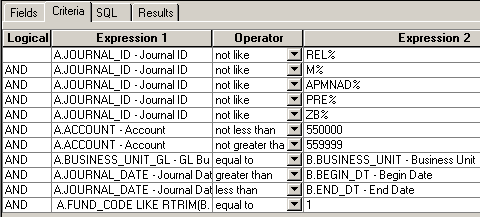 Fields Criteria SQL Results
Logical Expression 1 Operator Expression 2
A.JOURNAL_ID - Journal ID not like REL%
AND A.JOURNAL_ID - Journal ID not like M%
AND A.JOURNAL_ID - Journal ID not like APMNAD%
AND A.JOURNAL_ID - Journal ID not like PRE%
AND A.JOURNAL_ID - Journal ID not like ZB%
AND A.ACCOUNT - Account not less than 550000
AND A.ACCOUNT - Account not greater tha 559999
AND A.BUSINESS_UNIT_GL - GL Bu equal to B.BUSINESS_UNIT - Business Unit
AND A.JOURNAL_DATE - Journal Dat greater than B.BEGIN_DT - Begin Date
AND A.JOURNAL_DATE - Journal Dat less than B.END_DT - End Date
AND A.FUND_CODE LIKE RTRIM(B. equal to 1